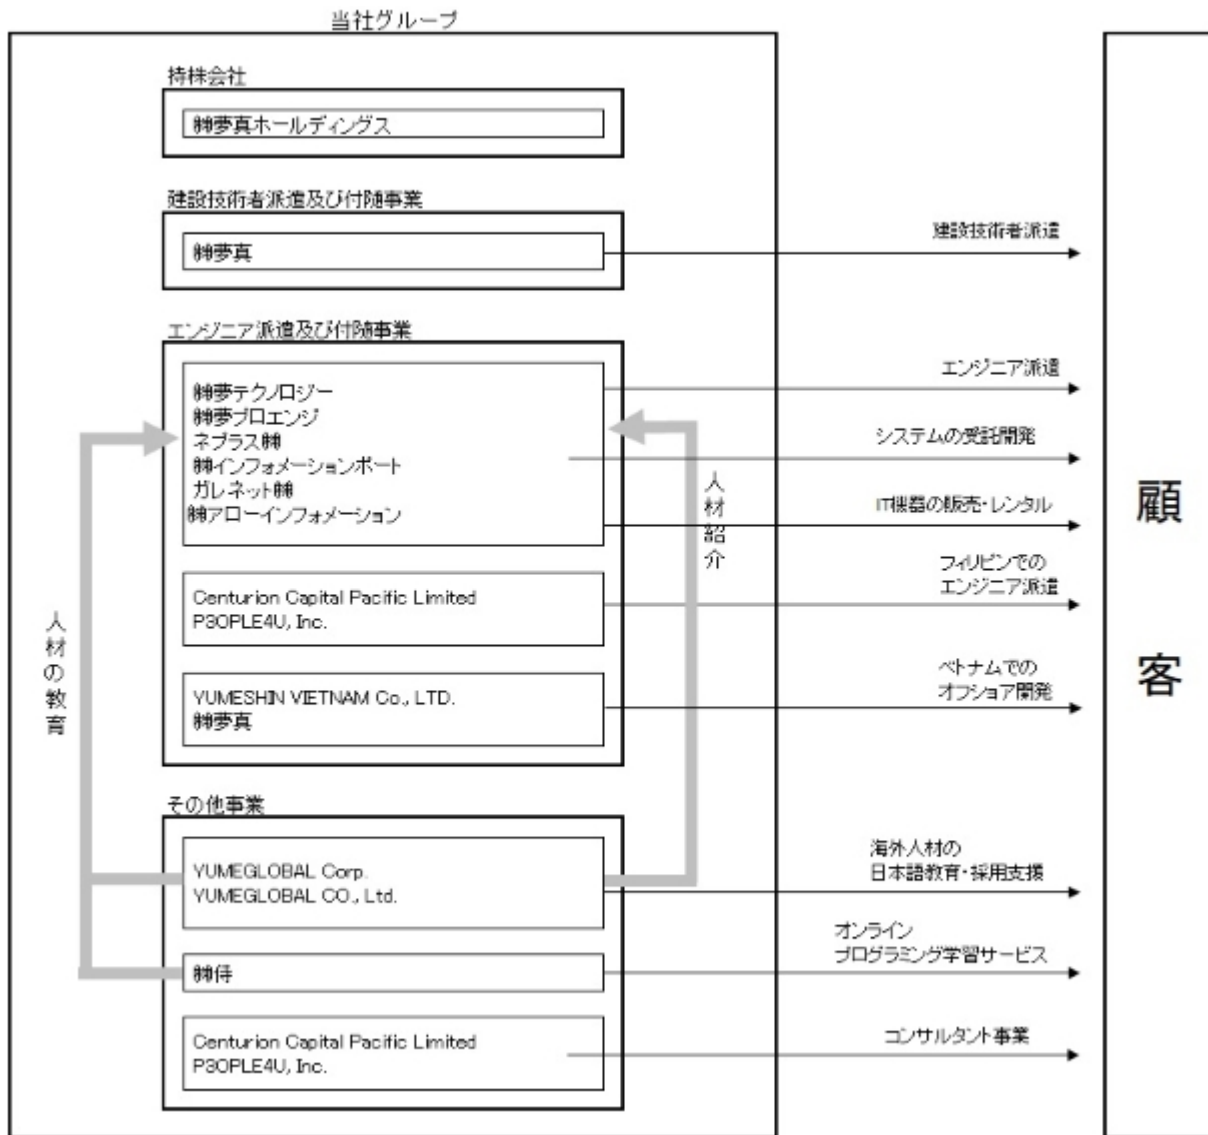 当社グループ
持株会社
㈱夢真ホールディングス
建設技術者派遣及び付随事業
㈱夢真
建設技術者派遣
エンジニア派遣及び付随事業
㈱夢テクノロジー
㈱夢プロエンジ
ネプラス㈱
㈱インフォメーションポート
ガレネット㈱
㈱アローインフォメーション
エンジニア派遣
システムの受託開発
IT機器の販売・レンタル
人材紹介
Centurion Capital Pacific Limited
P3OPLE4U, Inc.
フィリピンでの
エンジニア派遣
YUMESHIN VIETNAM Co., LTD.
㈱夢真
ベトナムでの
オフショア開発
人材の教育
顧客
その他事業
YUMEGLOBAL Corp.
YUMEGLOBAL CO., Ltd.
海外人材の
日本語教育・採用支援
㈱侍
オンライン
プログラミング学習サービス
Centurion Capital Pacific Limited
P3OPLE4U, Inc.
コンサルタント事業